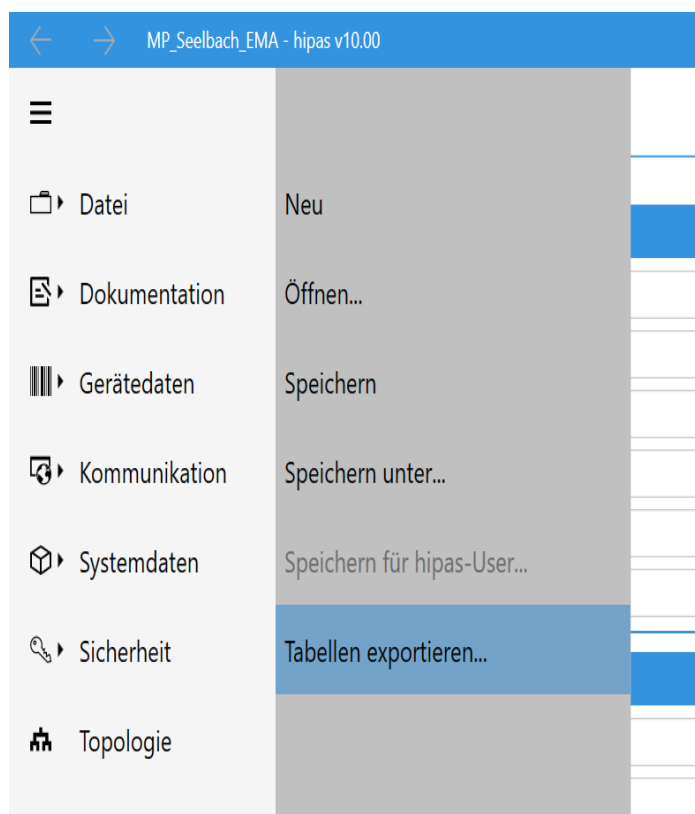 MP_Seelbach_EMA - hipas v10.00
Datei
Dokumentation
Gerätedaten
Kommunikation
Systemdaten
Sicherheit
Topologie
Neu
Öffnen...
Speichern
Speichern unter...
Speichern für hipas-User...
Tabellen exportieren...